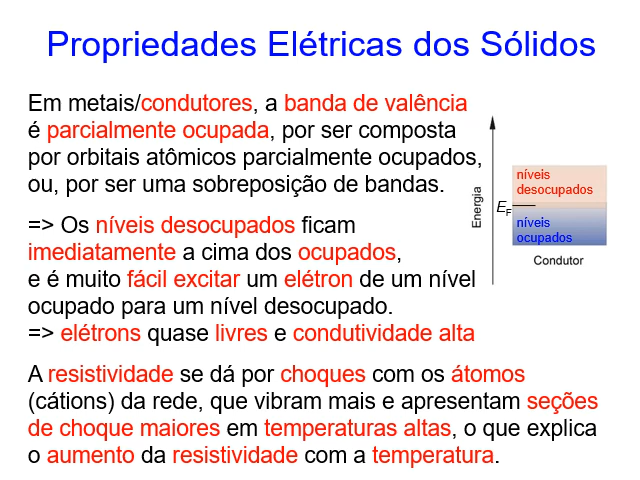 Propriedades Elétricas dos Sólidos
Em metais/condutores, a banda de valência
é parcialmente ocupada, por ser composta
por orbitais atômicos parcialmente ocupados,
ou, por ser uma sobreposição de bandas.
=> Os níveis desocupados ficam
imediatamente a cima dos ocupados,
e é muito fácil excitar um elétron de um nível
ocupado para um nível desocupado.
=> elétrons quase livres e condutividade alta
Energia
níveis
desocupados
EF
níveis
ocupados
Condutor
A resistividade se dá por choques com os átomos
(cátions) da rede, que vibram mais e apresentam seções
de choque maiores em temperaturas altas, o que explica
o aumento da resistividade com a temperatura.